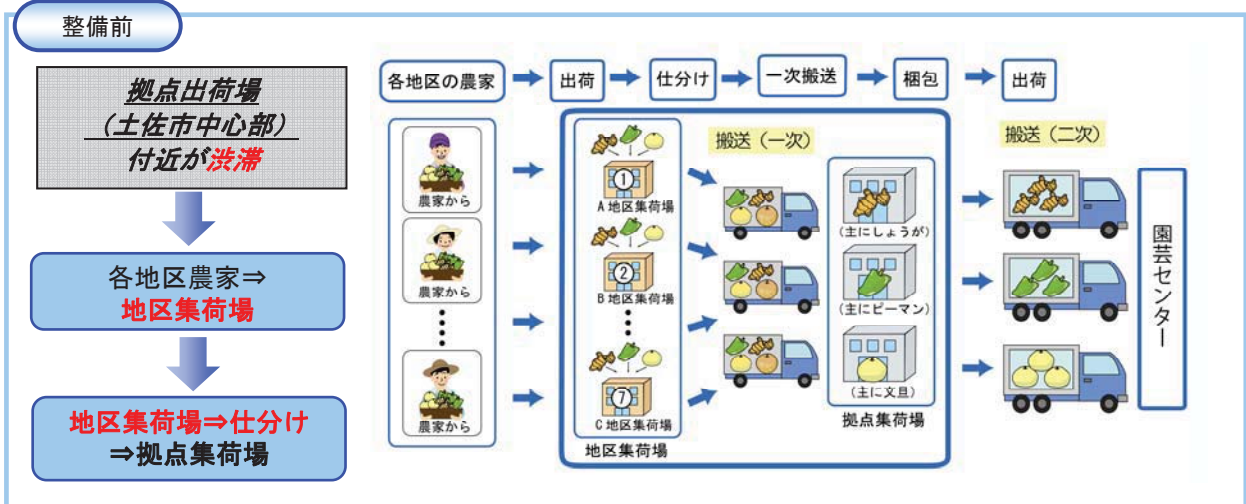 整備前
拠点出荷場
（土佐市中心部）
付近が渋滞
各地区農家⇒
地区集荷場
地区集荷場⇒仕分け
⇒拠点集荷場
各地区の農家
出荷
仕分け
一次搬送
梱包
出荷
農家から
農家から
農家から
①
A地区集荷場
②
B地区集荷場
⑦
C地区集荷場
地区集荷場
搬送（一次）
(主にしょうが)
(主にピーマン)
(主に文旦)
拠点集荷場
搬送（二次）
園芸センター